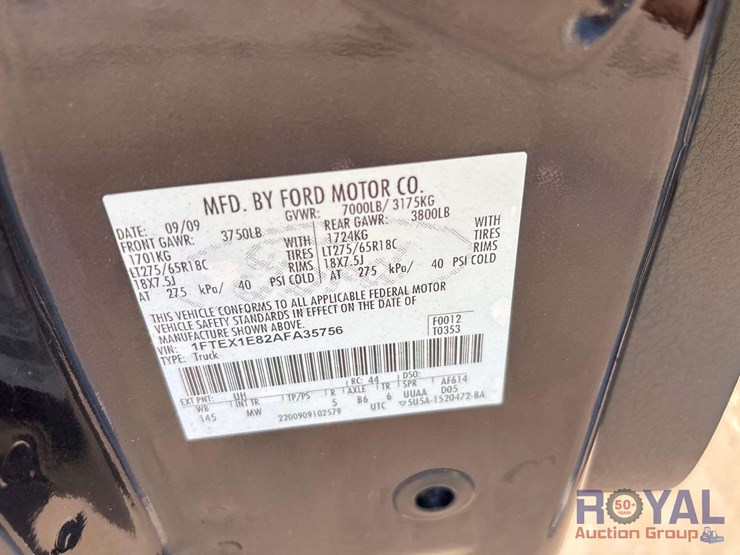 MFD. BY FORD MOTOR CO.
DATE: 09/09 GVWR: 7000LB/ 3175KG
FRONT GAWR: 3750LB REAR GAWR: 3800LB
1701KG WITH 1724KG WITH
LT275/65R18C TIRES LT275/65R18C TIRES
18X7.5J RIMS 18X7.5J RIMS
AT 275 kPa/ 40 PSI COLD AT 275 kPa/ 40 PSI COLD
THIS VEHICLE CONFORMS TO ALL APPLICABLE FEDERAL MOTOR
VEHICLE SAFETY STANDARDS IN EFFECT ON THE DATE OF
MANUFACTURE SHOWN ABOVE.
VIN: 1FTEX1E82AFA35756 F0012
TYPE: Truck T0353
EXT PNT: UH RC: 44 DSO: AF614
WB INT TR TP/PS R AXLE TR SPR D05
145 MW 5 B6 6 UUAA
2200909102579 UTC 5U5A-1520472-BA
ROYAL
50+
YEARS
Auction Group